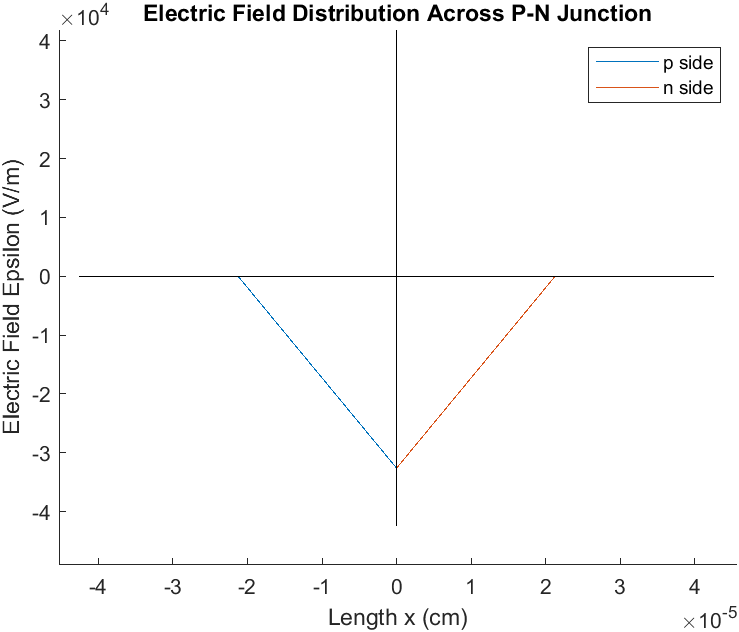 Electric Field Distribution Across P-N Junction
×10^4
p side
n side
4
3
2
1
0
-1
-2
-3
-4
Electric Field Epsilon (V/m)
-4 -3 -2 -1 0 1 2 3 4
Length x (cm)
×10^-5